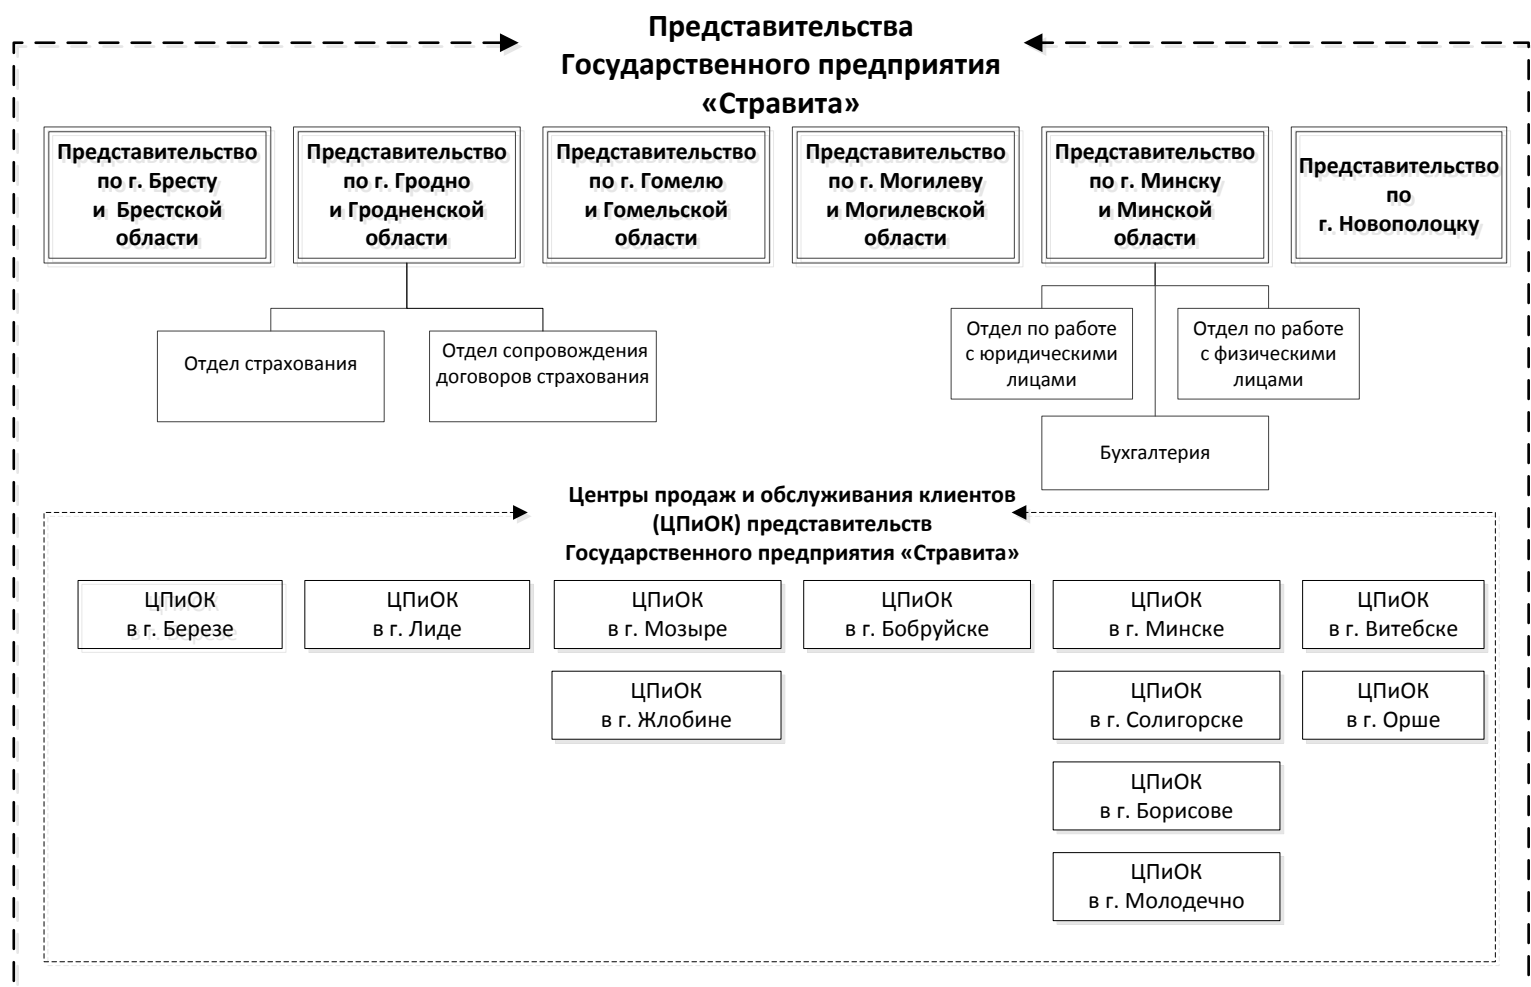 Представительства
Государственного предприятия
«Стравита»
Представительство
по г. Бресту
и Брестской
области
Представительство
по г. Гродно
и Гродненской
области
Представительство
по г. Гомелю
и Гомельской
области
Представительство
по г. Могилеву
и Могилевской
области
Представительство
по г. Минску
и Минской
области
Представительство
по
г. Новополоцку
Отдел страхования
Отдел сопровождения
договоров страхования
Отдел по работе
с юридическими
лицами
Отдел по работе
с физическими
лицами
Бухгалтерия
Центры продаж и обслуживания клиентов
(ЦПиОК) представительств
Государственного предприятия «Стравита»
ЦПиОК
в г. Березе
ЦПиОК
в г. Лиде
ЦПиОК
в г. Мозыре
ЦПиОК
в г. Бобруйске
ЦПиОК
в г. Минске
ЦПиОК
в г. Витебске
ЦПиОК
в г. Жлобине
ЦПиОК
в г. Солигорске
ЦПиОК
в г. Орше
ЦПиОК
в г. Борисове
ЦПиОК
в г. Молодечно